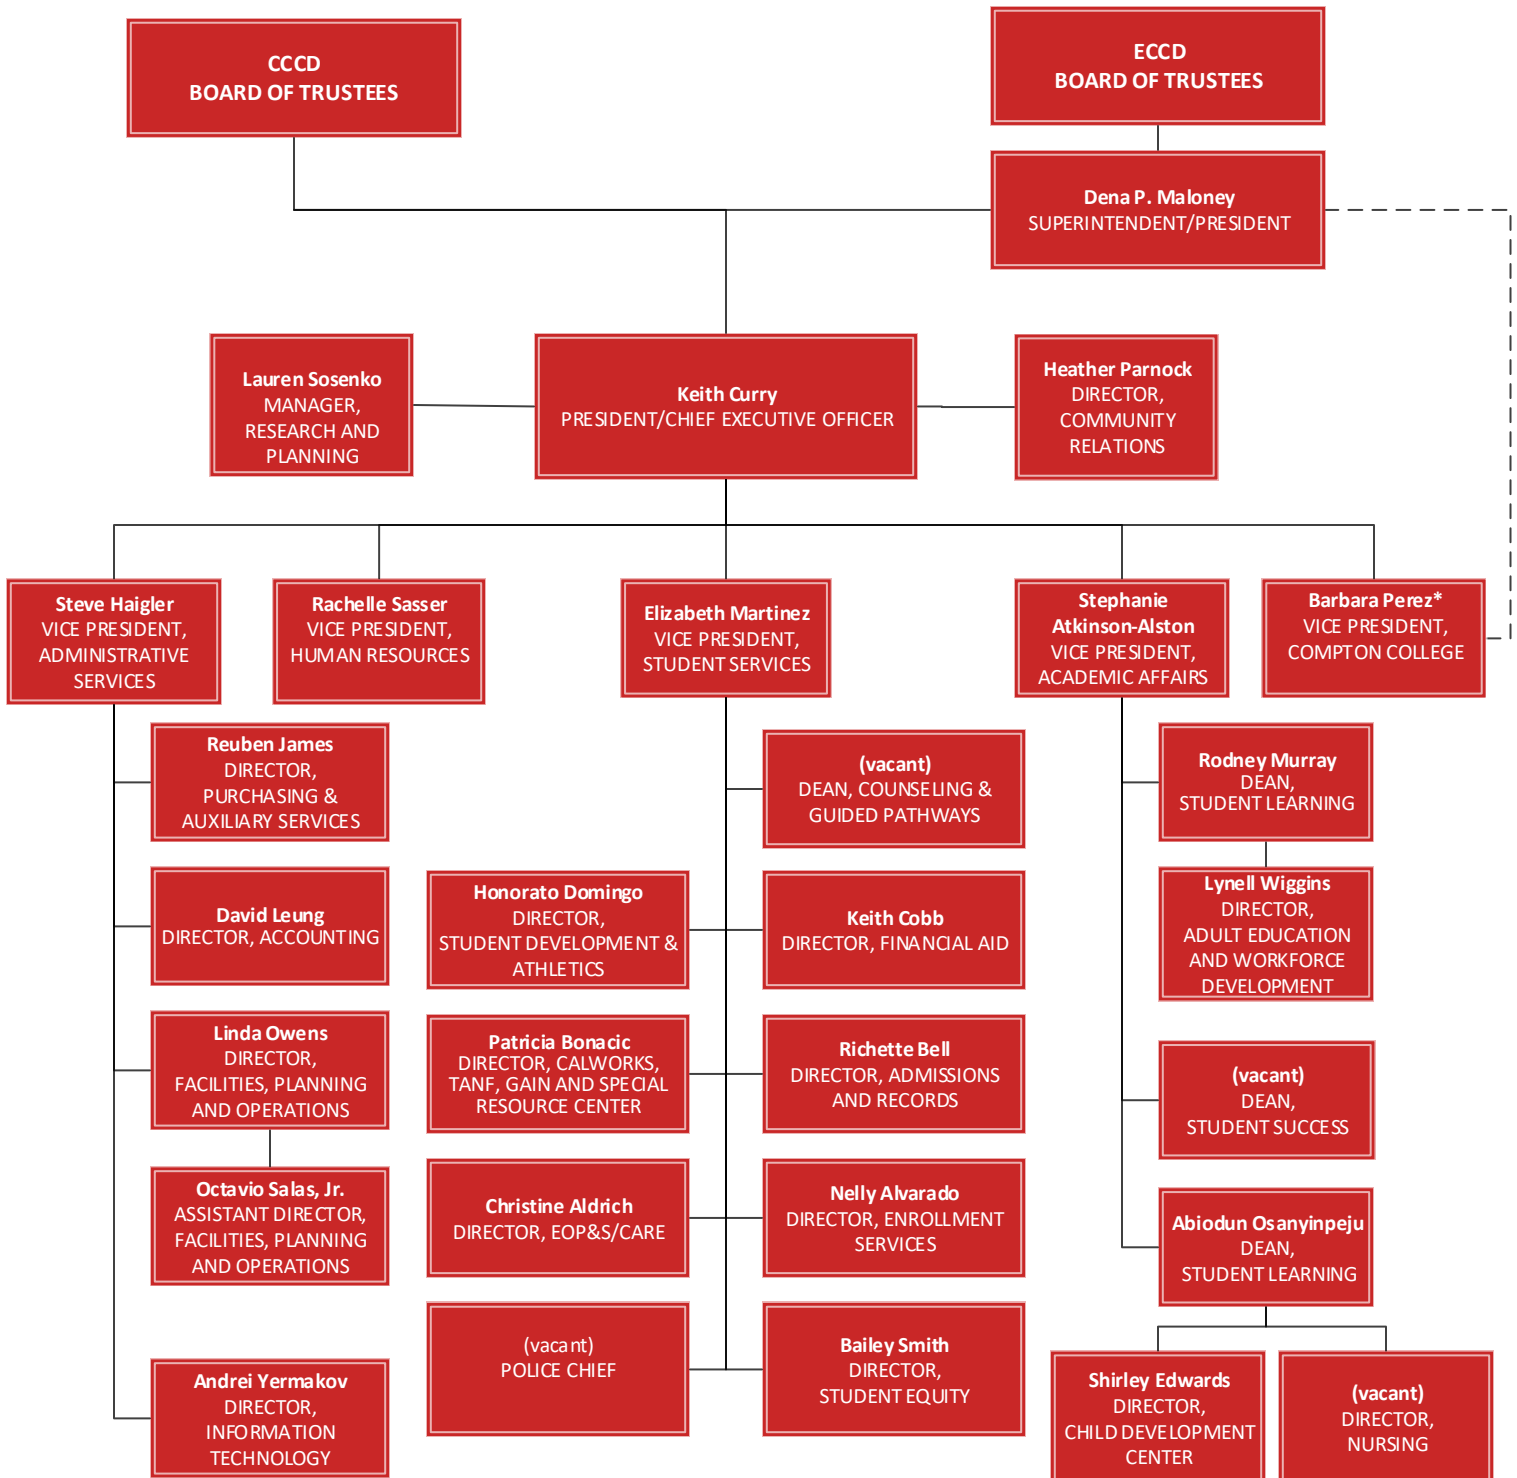 CCCD
BOARD OF TRUSTEES
ECCD
BOARD OF TRUSTEES
Dena P. Maloney
SUPERINTENDENT/PRESIDENT
Lauren Sosenko
MANAGER,
RESEARCH AND
PLANNING
Keith Curry
PRESIDENT/CHIEF EXECUTIVE OFFICER
Heather Parnock
DIRECTOR,
COMMUNITY
RELATIONS
Steve Haigler
VICE PRESIDENT,
ADMINISTRATIVE
SERVICES
Rachelle Sasser
VICE PRESIDENT,
HUMAN RESOURCES
Elizabeth Martinez
VICE PRESIDENT,
STUDENT SERVICES
Stephanie
Atkinson-Alston
VICE PRESIDENT,
ACADEMIC AFFAIRS
Barbara Perez*
VICE PRESIDENT,
COMPTON COLLEGE
Reuben James
DIRECTOR,
PURCHASING &
AUXILIARY SERVICES
(vacant)
DEAN, COUNSELING &
GUIDED PATHWAYS
Rodney Murray
DEAN,
STUDENT LEARNING
David Leung
DIRECTOR, ACCOUNTING
Honorato Domingo
DIRECTOR,
STUDENT DEVELOPMENT &
ATHLETICS
Keith Cobb
DIRECTOR, FINANCIAL AID
Lynell Wiggins
DIRECTOR,
ADULT EDUCATION
AND WORKFORCE
DEVELOPMENT
Linda Owens
DIRECTOR,
FACILITIES, PLANNING
AND OPERATIONS
Patricia Bonacic
DIRECTOR, CALWORKS,
TANF, GAIN AND SPECIAL
RESOURCE CENTER
Richette Bell
DIRECTOR, ADMISSIONS
AND RECORDS
(vacant)
DEAN,
STUDENT SUCCESS
Octavio Salas, Jr.
ASSISTANT DIRECTOR,
FACILITIES, PLANNING
AND OPERATIONS
Christine Aldrich
DIRECTOR, EOP&S/CARE
Nelly Alvarado
DIRECTOR, ENROLLMENT
SERVICES
Abiodun Osanyinpeju
DEAN,
STUDENT LEARNING
Andrei Yermakov
DIRECTOR,
INFORMATION
TECHNOLOGY
(vacant)
POLICE CHIEF
Bailey Smith
DIRECTOR,
STUDENT EQUITY
Shirley Edwards
DIRECTOR,
CHILD DEVELOPMENT
CENTER
(vacant)
DIRECTOR,
NURSING